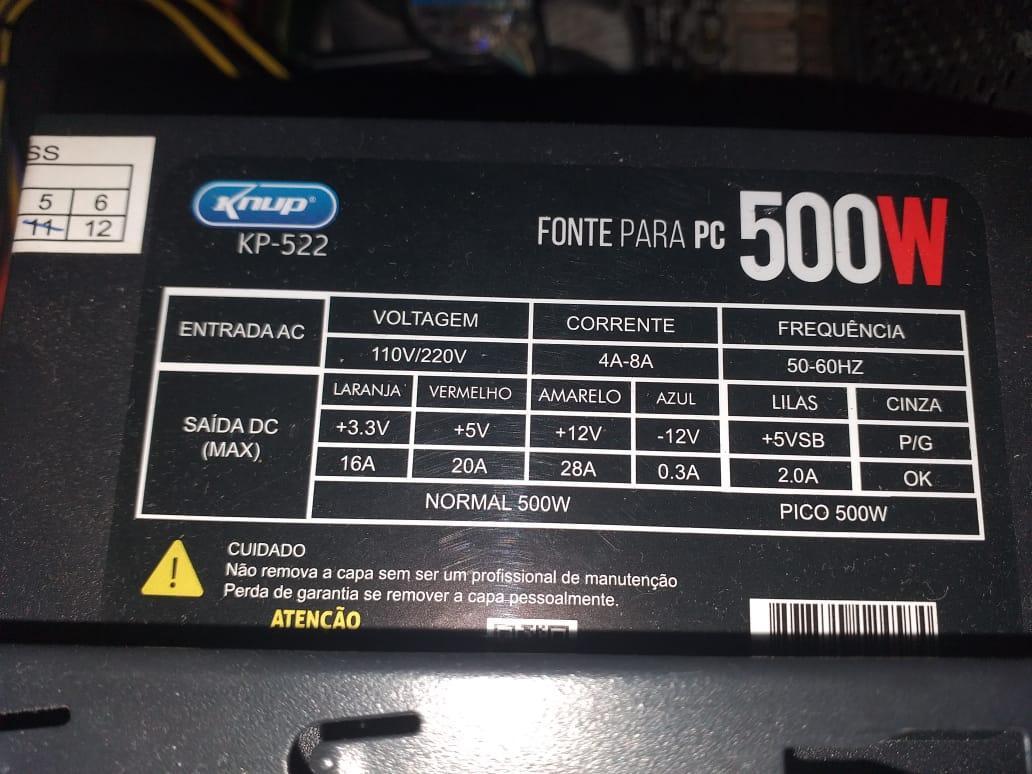 SS
5 6
11 12
Knup®
KP-522
FONTE PARA PC 500W
ENTRADA AC
VOLTAGEM CORRENTE FREQUÊNCIA
110V/220V 4A-8A 50-60HZ
SAÍDA DC
(MAX)
LARANJA VERMELHO AMARELO AZUL LILAS CINZA
+3.3V +5V +12V -12V +5VSB P/G
16A 20A 28A 0.3A 2.0A OK
NORMAL 500W PICO 500W
CUIDADO
Não remova a capa sem ser um profissional de manutenção
Perda de garantia se remover a capa pessoalmente.
ATENCÃO